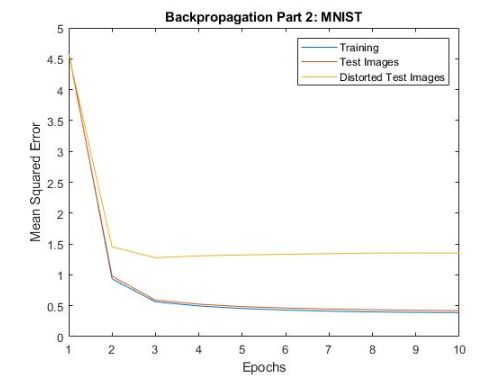 Backpropagation Part 2: MNIST
Training
Test Images
Distorted Test Images
Mean Squared Error
5
4.5
4
3.5
3
2.5
2
1.5
1
0.5
0
1 2 3 4 5 6 7 8 9 10
Epochs